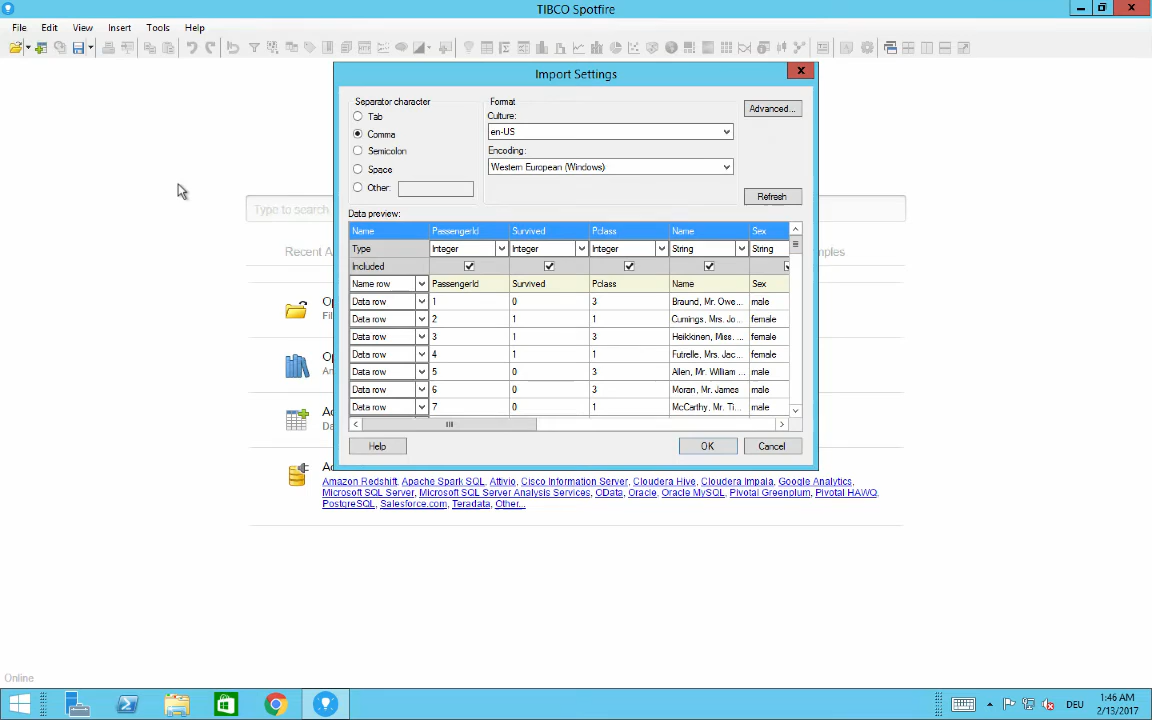 TIBCO Spotfire
File Edit View Insert Tools Help
Import Settings
Separator character
Tab
Comma
Semicolon
Space
Other:
Format
Culture:
en-US
Encoding:
Western European (Windows)
Advanced...
Refresh
Type to search
Recent A
mples
Data preview:
Name PassengerId Survived Pclass Name Sex
Type Integer Integer Integer String String
Included
Name row PassengerId Survived Pclass Name Sex
Data row 1 0 3 Braund, Mr. Owe... male
Data row 2 1 1 Cumings, Mrs. Jo... female
Data row 3 1 3 Heikkinen, Miss. ... female
Data row 4 1 1 Futrelle, Mrs. Jac... female
Data row 5 0 3 Allen, Mr. William ... male
Data row 6 0 3 Moran, Mr. James male
Data row 7 0 1 McCarthy, Mr. Ti... male
Help OK Cancel
Amazon Redshift, Apache Spark SQL, Attivio, Cisco Information Server, Cloudera Hive, Cloudera Impala, Google Analytics,
Microsoft SQL Server, Microsoft SQL Server Analysis Services, OData, Oracle, Oracle MySQL, Pivotal Greenplum, Pivotal HAWQ,
PostgreSQL, Salesforce.com, Teradata, Other...
Online
DEU
1:46 AM
2/13/2017